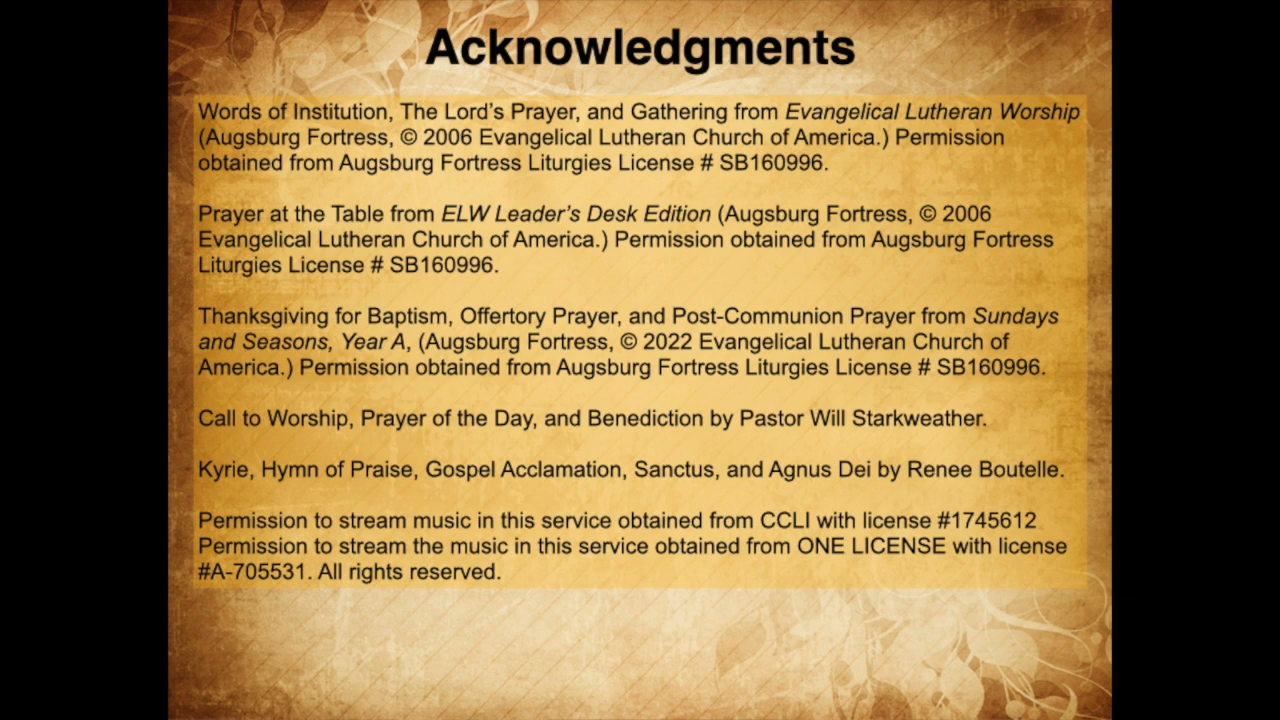 Acknowledgments
Words of Institution, The Lord's Prayer, and Gathering from Evangelical Lutheran Worship
(Augsburg Fortress, © 2006 Evangelical Lutheran Church of America.) Permission
obtained from Augsburg Fortress Liturgies License # SB160996.
Prayer at the Table from ELW Leader's Desk Edition (Augsburg Fortress, © 2006
Evangelical Lutheran Church of America.) Permission obtained from Augsburg Fortress
Liturgies License # SB160996.
Thanksgiving for Baptism, Offertory Prayer, and Post-Communion Prayer from Sundays
and Seasons, Year A, (Augsburg Fortress, © 2022 Evangelical Lutheran Church of
America.) Permission obtained from Augsburg Fortress Liturgies License # SB160996.
Call to Worship, Prayer of the Day, and Benediction by Pastor Will Starkweather.
Kyrie, Hymn of Praise, Gospel Acclamation, Sanctus, and Agnus Dei by Renee Boutelle.
Permission to stream music in this service obtained from CCLI with license #1745612
Permission to stream the music in this service obtained from ONE LICENSE with license
#A-705531. All rights reserved.